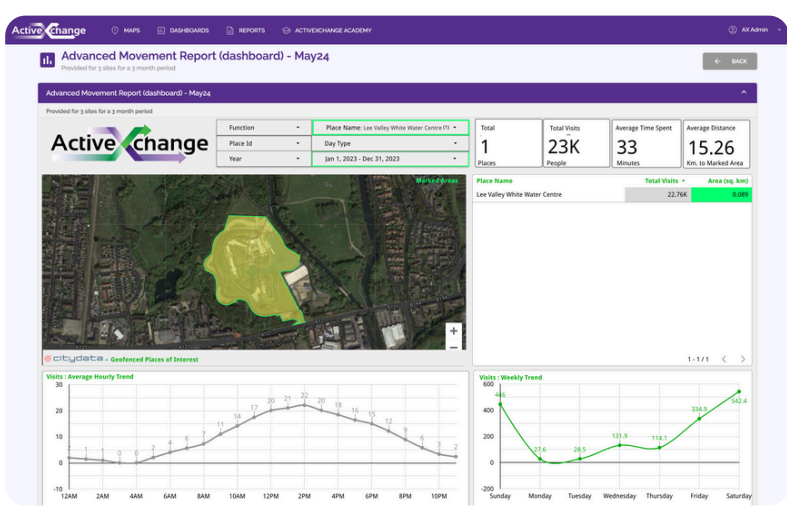 ActiveXchange MAPS DASHBOARDS REPORTS ACTIVEXCHANGE ACADEMY AX Admin
Advanced Movement Report (dashboard) - May24
Provided for 3 sites for a 3 month period
BACK
Advanced Movement Report (dashboard) - May24
Provided for 3 sites for a 3 month period
ActiveXchange
Function
Place Name: Lee Valley White Water Centre
Place Id
Day Type
Year
Jan 1, 2023 - Dec 31, 2023
Total
1
Places
Total Visits
23K
People
Average Time Spent
33
Minutes
Average Distance
15.26
Km. to Marked Area
Marked Areas
+
−
citydata - Geofenced Places of Interest
Place Name Total Visits Area (sq. km)
Lee Valley White Water Centre 22.76K 0.089
1 - 1 / 1
Visits : Average Hourly Trend
30
20
10
0
-10
1 0 0 2 4 6 7 11 14 17 20 21 22 20 18 16 15 12 9 6 3 2
12AM 2AM 4AM 6AM 8AM 10AM 12PM 2PM 4PM 6PM 8PM 10PM
Visits : Weekly Trend
600
400
200
0
-200
446 27.6 28.5 131.9 114.1 334.9 542.4
Sunday Monday Tuesday Wednesday Thursday Friday Saturday